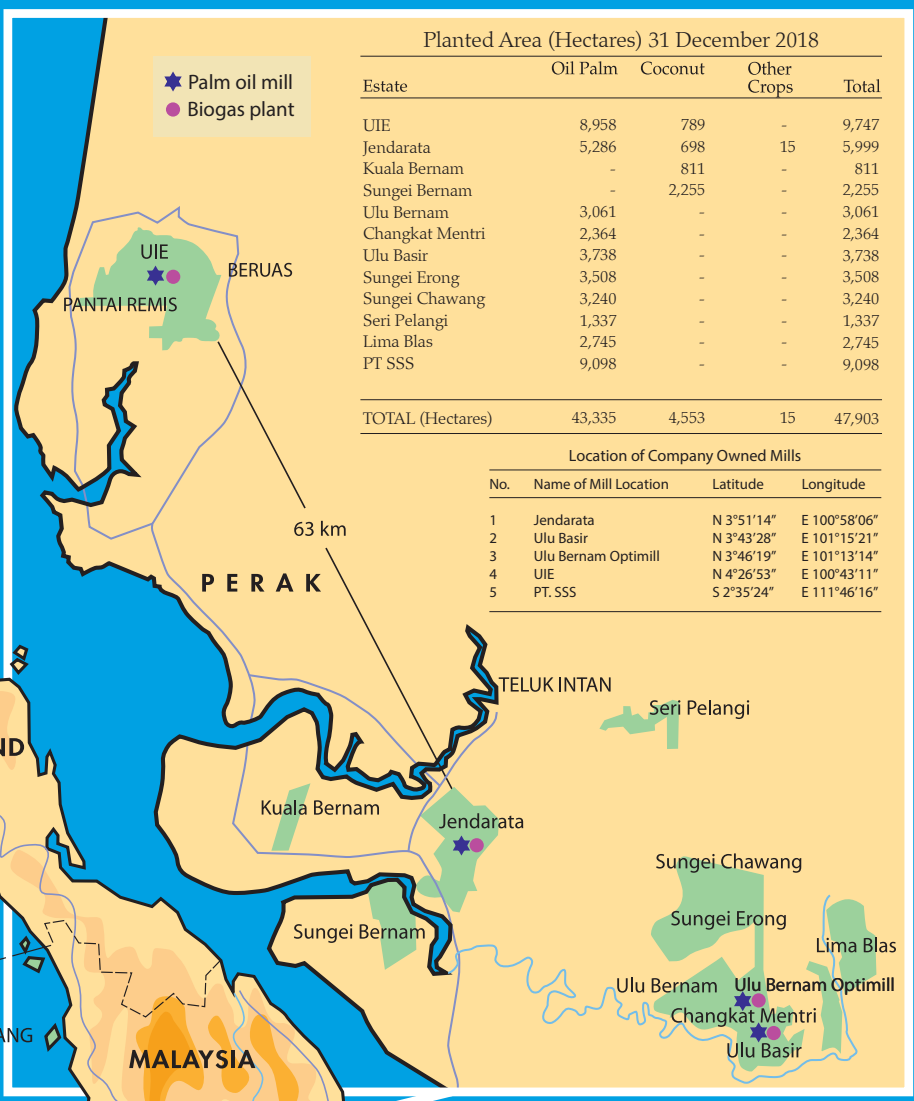 Planted Area (Hectares) 31 December 2018
Estate Oil Palm Coconut Other Crops Total
UIE 8,958 789 - 9,747
Jendarata 5,286 698 15 5,999
Kuala Bernam - 811 - 811
Sungei Bernam - 2,255 - 2,255
Ulu Bernam 3,061 - - 3,061
Changkat Mentri 2,364 - - 2,364
Ulu Basir 3,738 - - 3,738
Sungei Erong 3,508 - - 3,508
Sungei Chawang 3,240 - - 3,240
Seri Pelangi 1,337 - - 1,337
Lima Blas 2,745 - - 2,745
PT SSS 9,098 - - 9,098
TOTAL (Hectares) 43,335 4,553 15 47,903
Palm oil mill
Biogas plant
UIE
BERUAS
PANTAI REMIS
Location of Company Owned Mills
No. Name of Mill Location Latitude Longitude
1 Jendarata N 3°51′14″ E 100°58′06″
2 Ulu Basir N 3°43′28″ E 101°15′21″
3 Ulu Bernam Optimill N 3°46′19″ E 101°13′14″
4 UIE N 4°26′53″ E 100°43′11″
5 PT. SSS S 2°35′24″ E 111°46′16″
63 km
PERAK
TELUK INTAN
Seri Pelangi
ND
Kuala Bernam
Jendarata
Sungei Chawang
Sungei Erong
Sungei Bernam
Lima Blas
Ulu Bernam
Ulu Bernam Optimill
Changkat Mentri
ANG
Ulu Basir
MALAYSIA